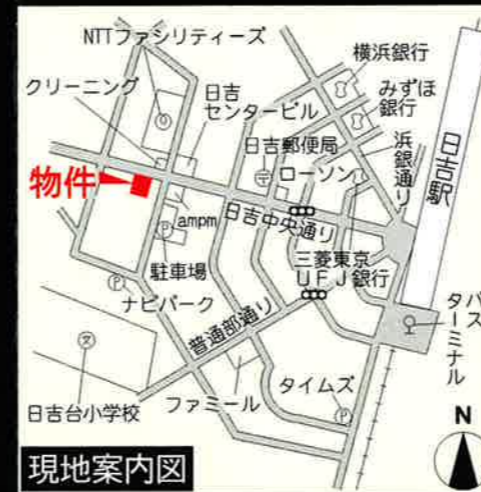 NTTファシリティーズ
クリーニング
日吉
センタービル
横浜銀行
みずほ
銀行
日吉郵便局
ローソン
浜銀通り
日吉駅
物件
ampm
日吉中央通り
駐車場
三菱東京
UFJ銀行
ナビパーク
普通部通り
バス
ターミナル
日吉台小学校
ファミール
タイムズ
P
P
P
文
N
現地案内図